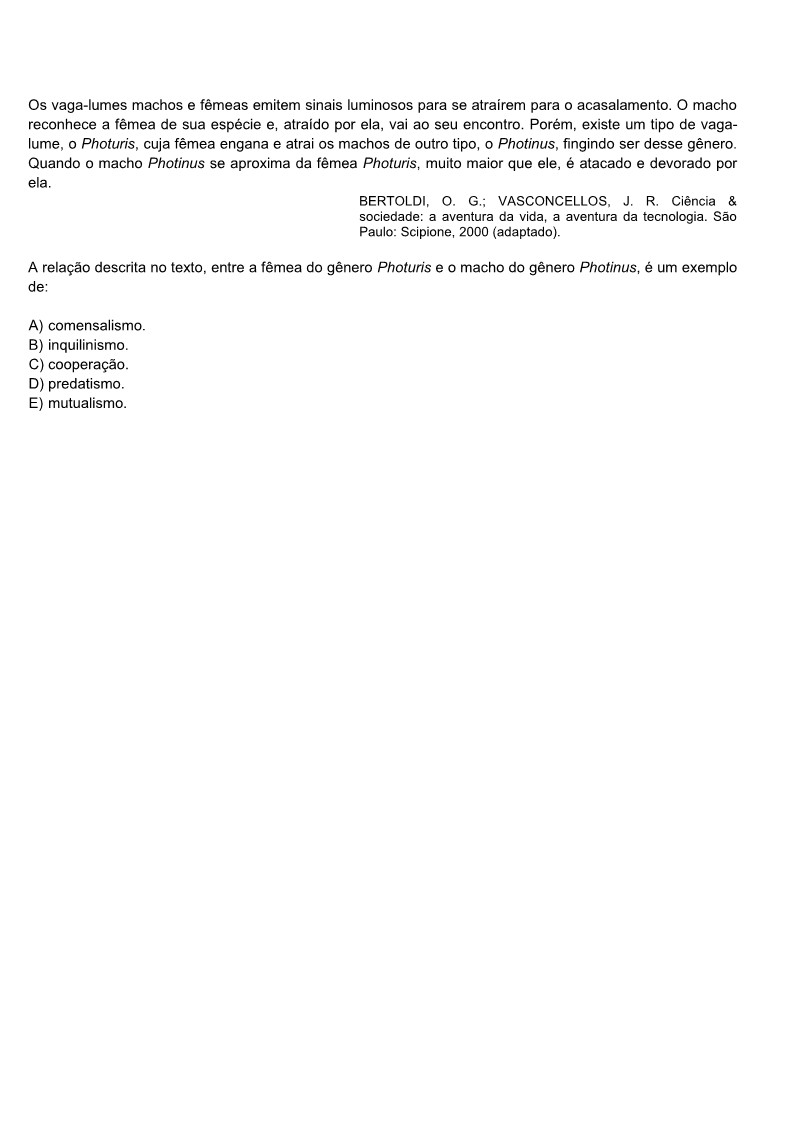 Os vaga-lumes machos e fêmeas emitem sinais luminosos para se atraírem para o acasalamento. O macho
reconhece a fêmea de sua espécie e, atraído por ela, vai ao seu encontro. Porém, existe um tipo de vaga-
lume, o Photuris, cuja fêmea engana e atrai os machos de outro tipo, o Photinus, fingindo ser desse gênero.
Quando o macho Photinus se aproxima da fêmea Photuris, muito maior que ele, é atacado e devorado por
ela.
BERTOLDI, O. G.; VASCONCELLOS, J. R. Ciência &
sociedade: a aventura da vida, a aventura da tecnologia. São
Paulo: Scipione, 2000 (adaptado).
A relação descrita no texto, entre a fêmea do gênero Photuris e o macho do gênero Photinus, é um exemplo
de:
A) comensalismo.
B) inquilinismo.
C) cooperação.
D) predatismo.
E) mutualismo.